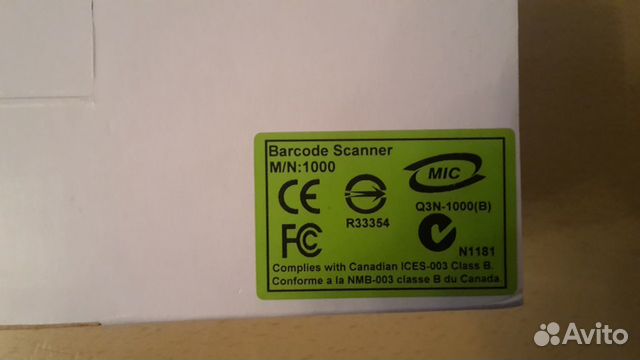 Barcode Scanner
M/N:1000
CE
R33354
MIC
Q3N-1000(B)
FC
N1181
Complies with Canadian ICES-003 Class B.
Conforme a la NMB-003 classe B du Canada.
Avito